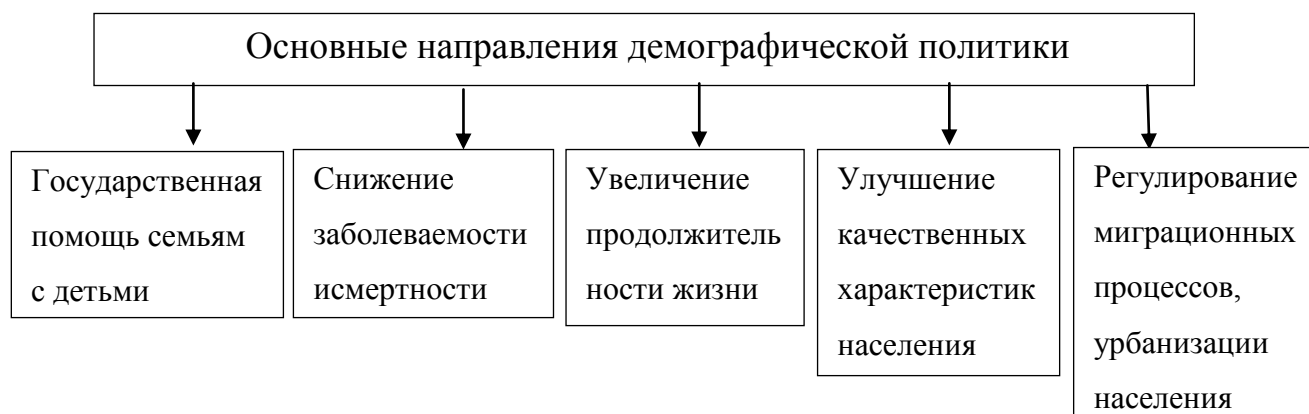 Основные направления демографической политики
Государственная
помощь семьям
с детьми
Снижение
заболеваемости
исмертности
Увеличение
продолжитель
ности жизни
Улучшение
качественных
характеристик
населения
Регулирование
миграционных
процессов,
урбанизации
населения